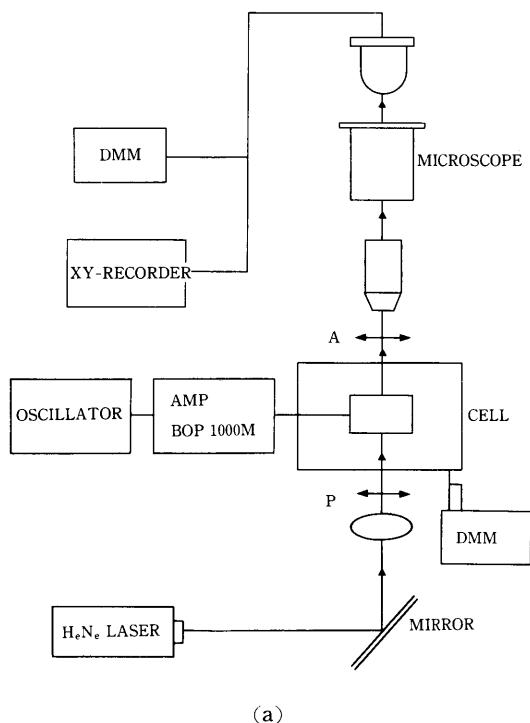 DMM
MICROSCOPE
XY-RECORDER
A
OSCILLATOR
AMP
BOP 1000M
CELL
P
DMM
HeNe LASER
MIRROR
(a)